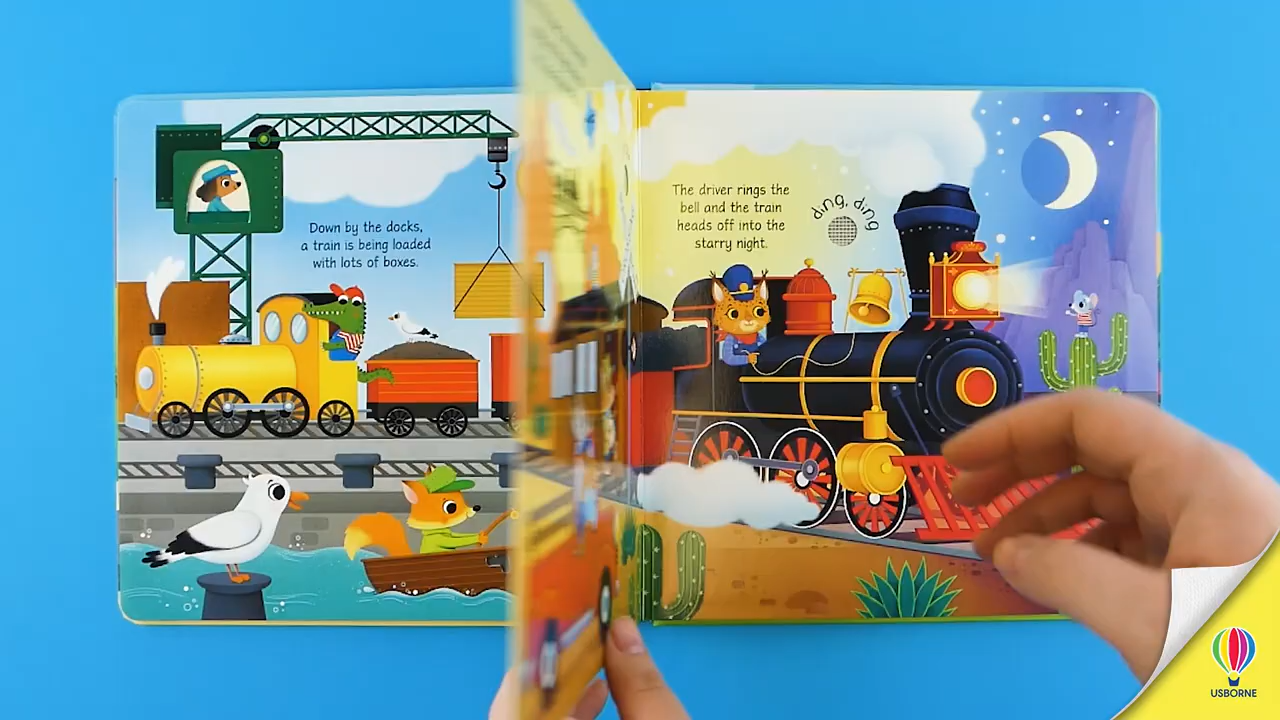 Down by the docks,
a train is being loaded
with lots of boxes.
The driver rings the
bell and the train
heads off into the
starry night.
ding, ding
USBORNE